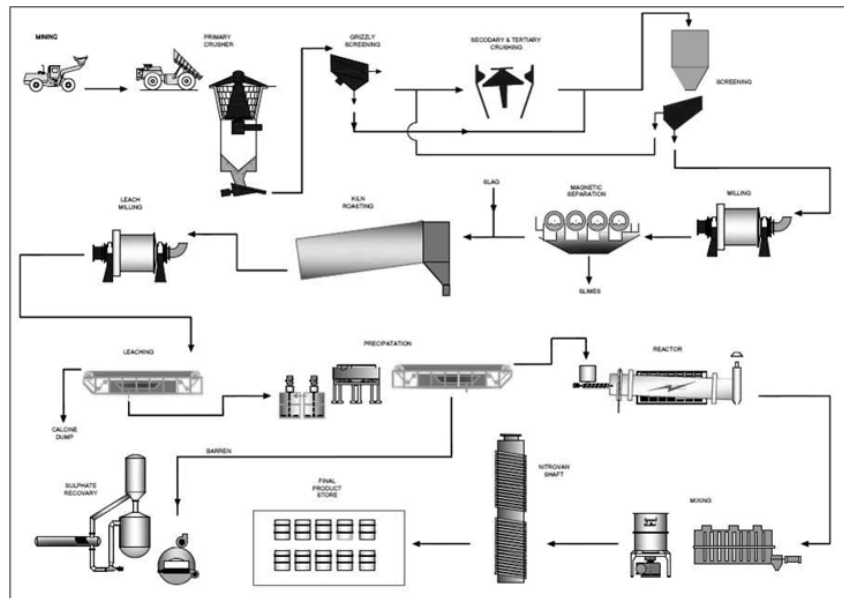 MINING
PRIMARY
CRUSHER
GRIZZLY
SCREENING
SECODARY & TERTIARY
CRUSHING
SCREENING
LEACH
MILLING
KILN
ROASTING
SLAG
MAGNETIC
SEPARATION
MILLING
SLIMES
LEACHING
PRECIPATATION
REACTOR
CALCINE
DUMP
BARREN
SULPHATE
RECOVERY
FINAL
PRODUCT
STORE
NITROVAN
SHAFT
MIXING